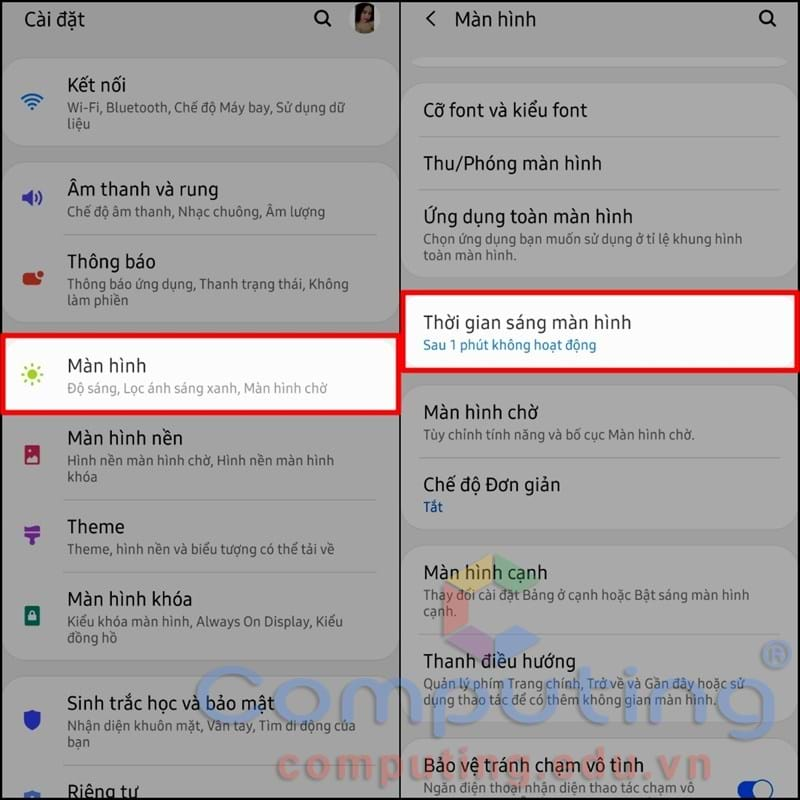 Cài đặt
Kết nối
Wi-Fi, Bluetooth, Chế độ Máy bay, Sử dụng dữ
liệu
Âm thanh và rung
Chế độ âm thanh, Nhạc chuông, Âm lượng
Thông báo
Thông báo ứng dụng, Thanh trạng thái, Không
làm phiền
Màn hình
Độ sáng, Lọc ánh sáng xanh, Màn hình chờ
Màn hình nền
Hình nền màn hình chờ, Hình nền màn hình
khóa
Theme
Theme, hình nền và biểu tượng có thể tải về
Màn hình khóa
Kiểu khóa màn hình, Always On Display, Kiểu
đồng hồ
Sinh trắc học và bảo mật
Nhận diện khuôn mặt, Vân tay, Tìm di động của
bạn
Riêng tư
Màn hình
Cỡ font và kiểu font
Thu/Phóng màn hình
Ứng dụng toàn màn hình
Chọn ứng dụng bạn muốn sử dụng ở tỉ lệ khung hình
toàn màn hình.
Thời gian sáng màn hình
Sau 1 phút không hoạt động
Màn hình chờ
Tùy chỉnh tính năng và bố cục Màn hình chờ.
Chế độ Đơn giản
Tắt
Màn hình cạnh
Thay đổi cài đặt Bảng ở cạnh hoặc Bật sáng màn hình
cạnh.
Thanh điều hướng
Quản lý phím Trang chính, Trở về và Gần đây hoặc sử
dụng thao tác để có thêm không gian màn hình.
Bảo vệ tránh chạm vô tình
Ngăn điện thoại nhận diện thao tác chạm vô
Computing®
computing.edu.vn